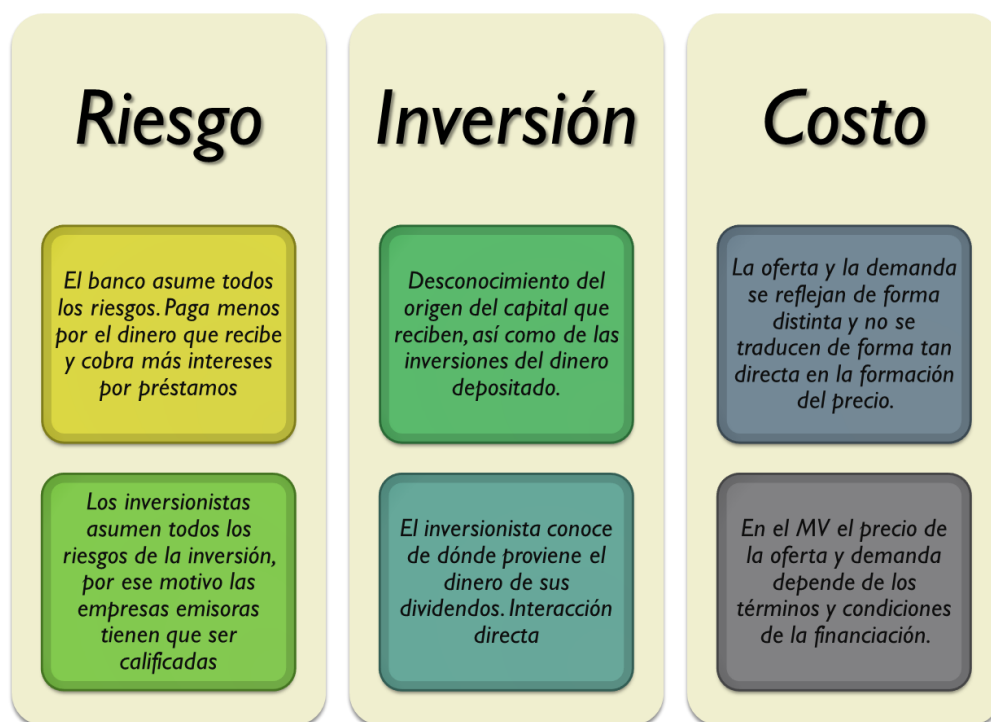 Riesgo
El banco asume todos
los riesgos. Paga menos
por el dinero que recibe
y cobra más intereses
por préstamos
Los inversionistas
asumen todos los
riesgos de la inversión,
por ese motivo las
empresas emisoras
tienen que ser
calificadas
Inversión
Desconocimiento del
origen del capital que
reciben, así como de las
inversiones del dinero
depositado.
El inversionista conoce
de dónde proviene el
dinero de sus
dividendos. Interacción
directa
Costo
La oferta y la demanda
se reflejan de forma
distinta y no se
traducen de forma tan
directa en la formación
del precio.
En el MV el precio de
la oferta y demanda
depende de los
términos y condiciones
de la financiación.